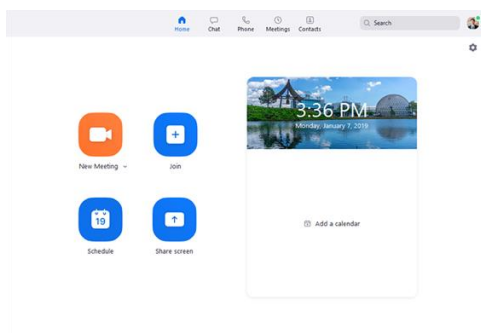 Home Chat Phone Meetings Contacts Search
3:36 PM
Monday, January 7, 2019
New Meeting Join
19
Add a calendar
Schedule Share screen